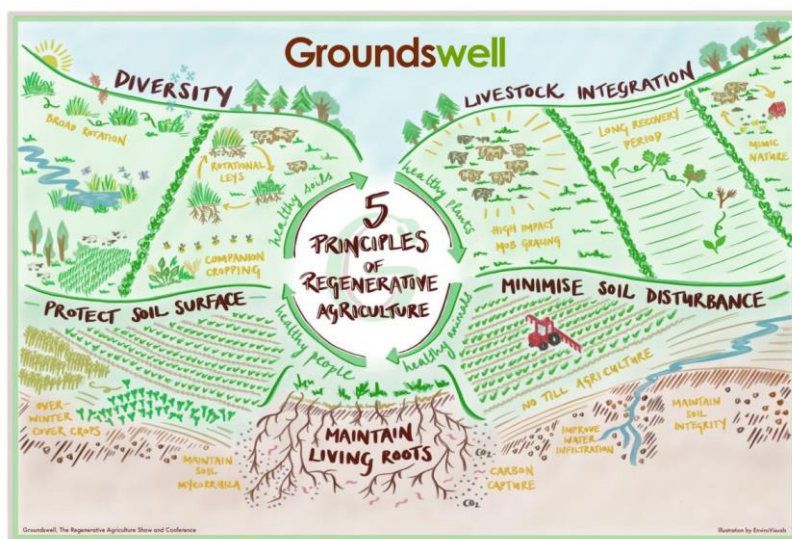 Groundswell
DIVERSITY
BROAD ROTATION
ROTATIONAL
LEYS
COMPANION
CROPPING
LIVESTOCK INTEGRATION
LONG RECOVERY
PERIOD
MIMIC
NATURE
HIGH IMPACT
MOB GRAZING
healthy soils
healthy plants
healthy animals
healthy people
5
PRINCIPLES
OF
REGENERATIVE
AGRICULTURE
PROTECT SOIL SURFACE
OVER-
WINTER
COVER CROPS
MAINTAIN
SOIL
MYCORRHIZA
MINIMISE SOIL DISTURBANCE
NO TILL AGRICULTURE
IMPROVE
WATER
INFILTRATION
MAINTAIN
SOIL
INTEGRITY
MAINTAIN
LIVING ROOTS
CO2
CARBON
CAPTURE
CO2
Groundswell, The Regenerative Agriculture Show and Conference
Illustration by EnviroVisuals